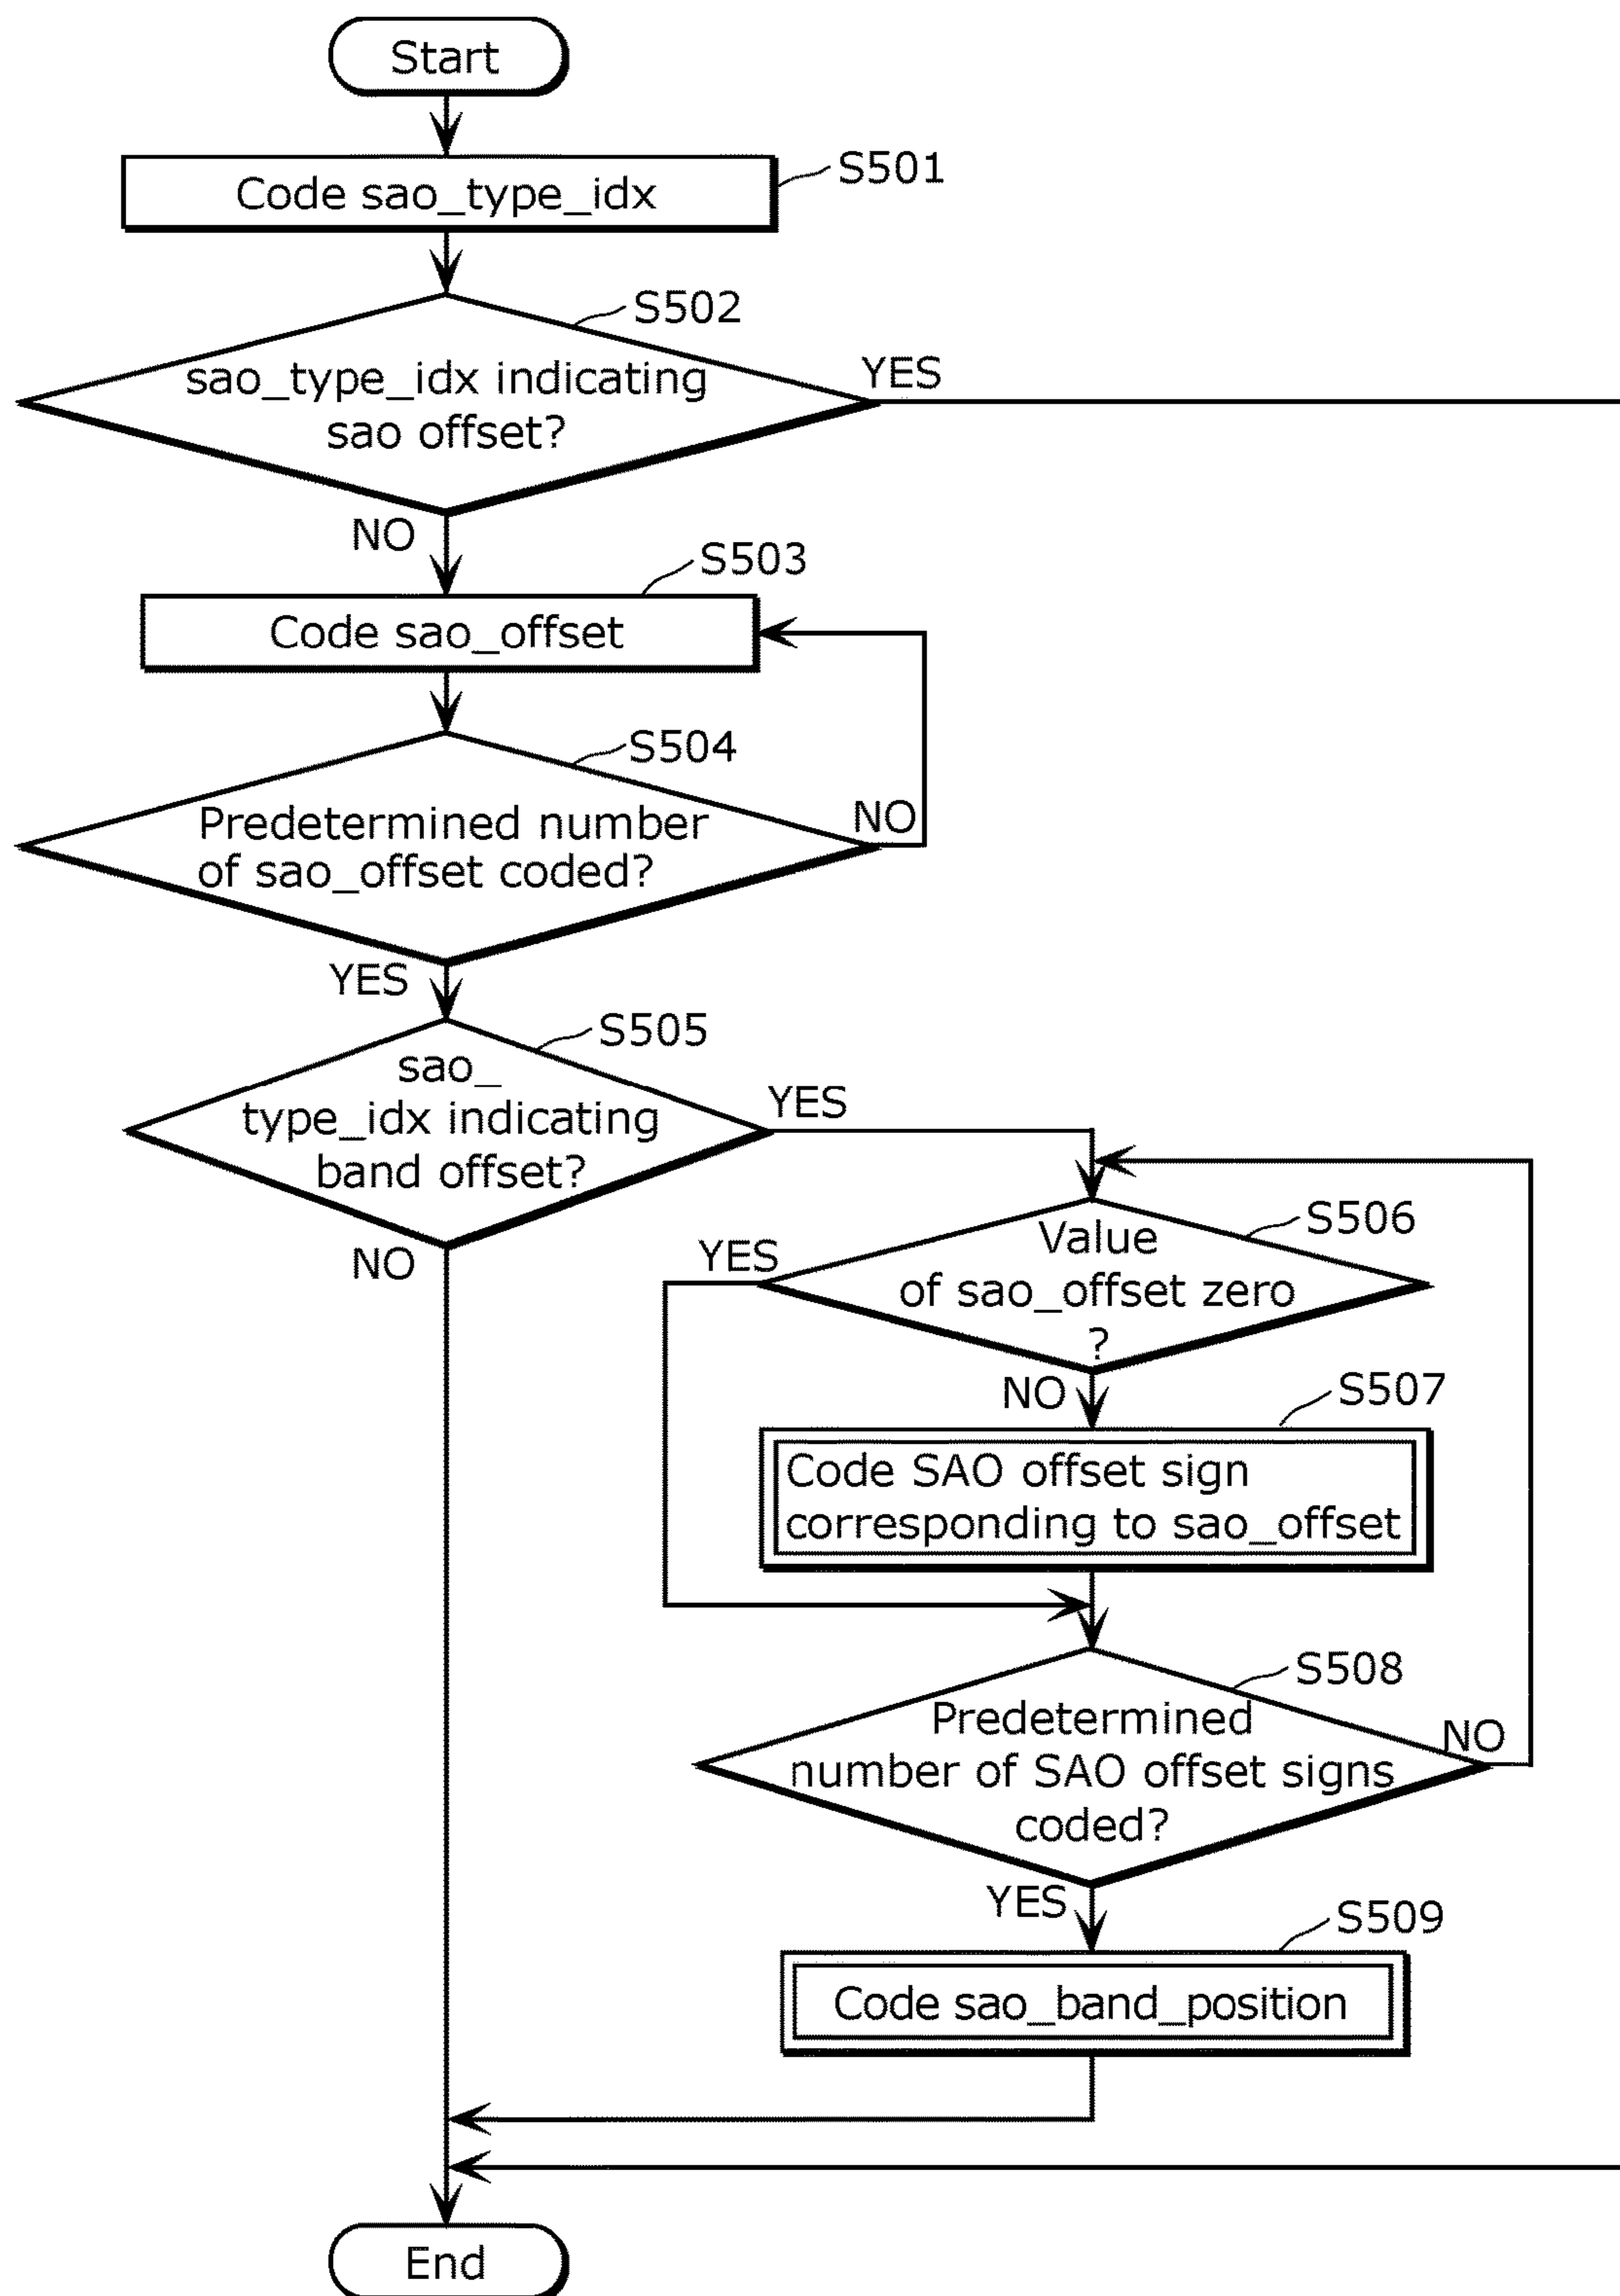 Start
Code sao_type_idx
S501
S502
sao_type_idx indicating
sao offset?
YES
NO
S503
Code sao_offset
S504
Predetermined number
of sao_offset coded?
NO
YES
S505
sao_
type_idx indicating
band offset?
YES
NO
S506
Value
of sao_offset zero
?
YES
NO
S507
Code SAO offset sign
corresponding to sao_offset
S508
Predetermined
number of SAO offset signs
coded?
NO
YES
S509
Code sao_band_position
End